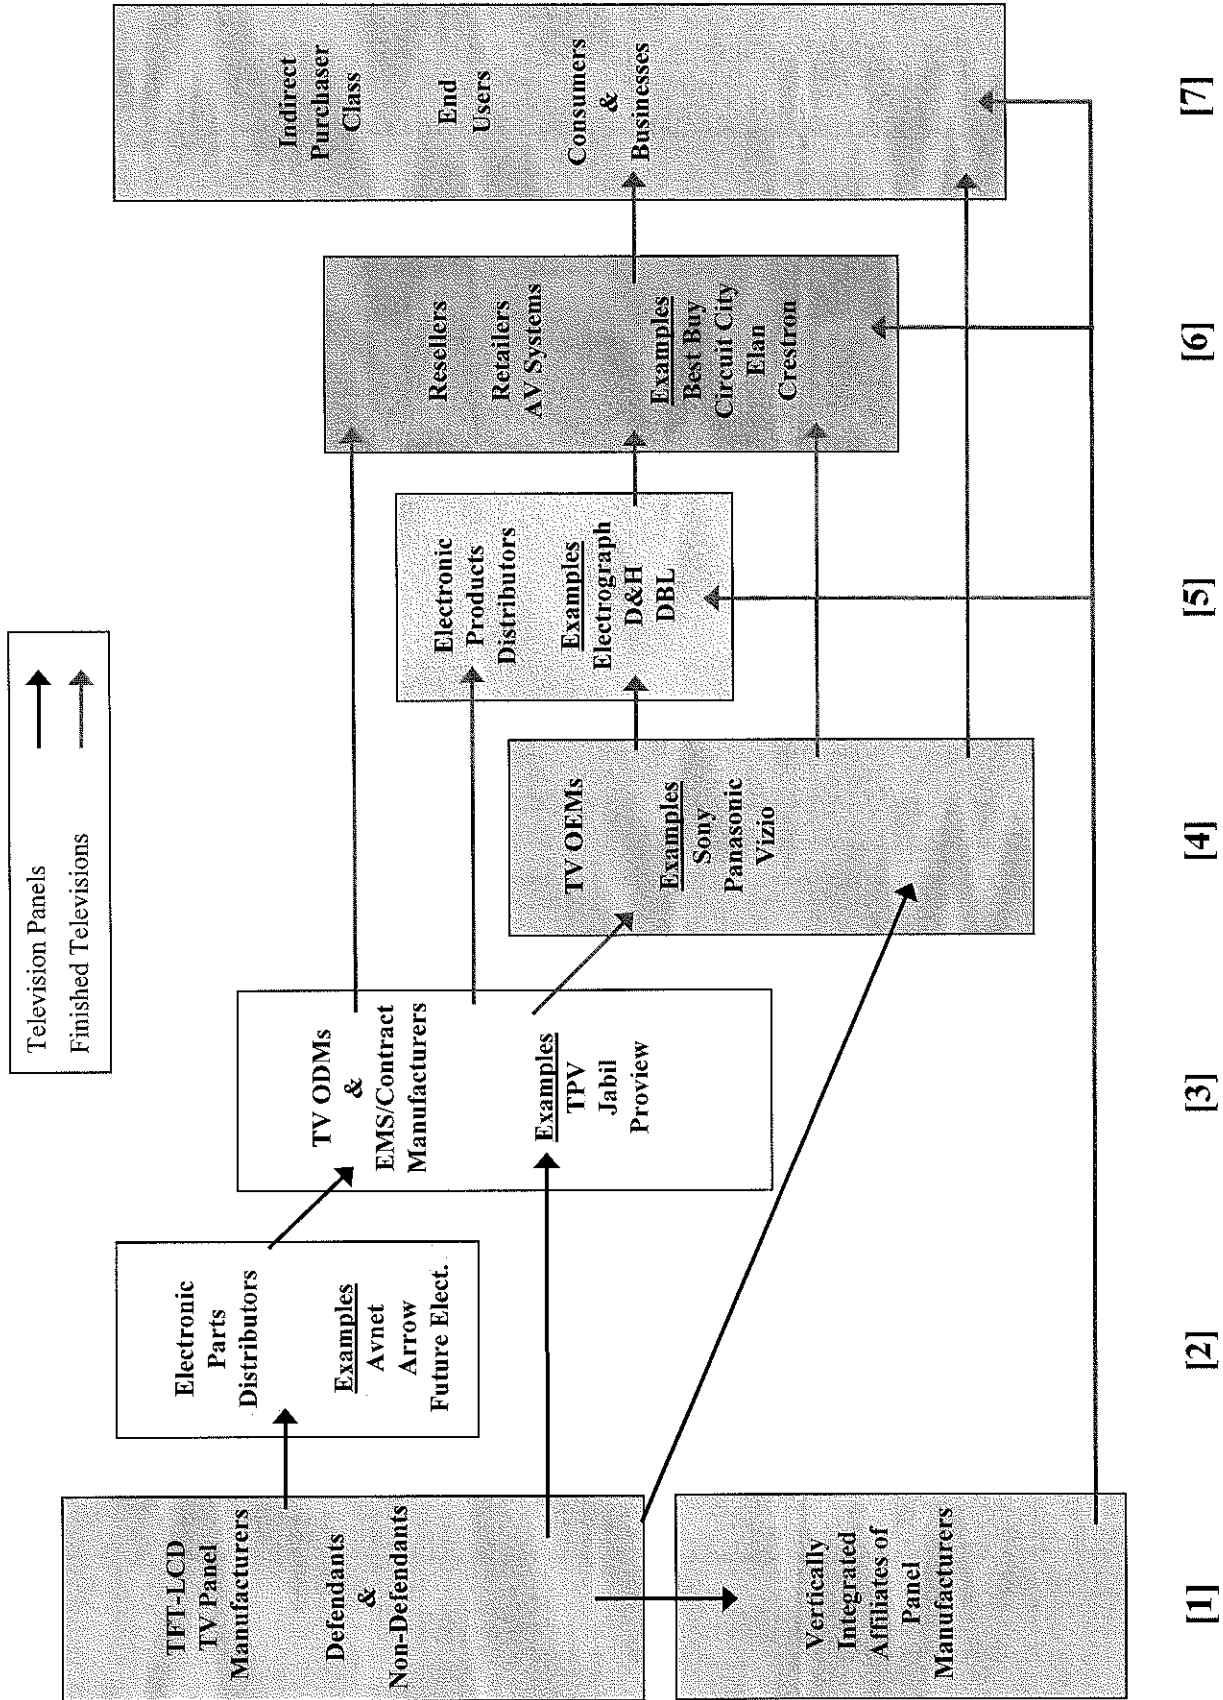 Television Panels
Finished Televisions
TFT-LCD
TV Panel
Manufacturers
Defendants
&
Non-Defendants
Vertically
Integrated
Affiliates of
Panel
Manufacturers
[1]
Electronic
Parts
Distributors
Examples
Avnet
Arrow
Future Elect.
[2]
TV ODMs
&
EMS/Contract
Manufacturers
Examples
TPV
Jabil
Proview
[3]
TV OEMs
Examples
Sony
Panasonic
Vizio
[4]
Electronic
Products
Distributors
Examples
Electrograph
D&H
DBL
[5]
Resellers
Retailers
AV Systems
Examples
Best Buy
Circuit City
Elan
Crestron
[6]
Indirect
Purchaser
Class
End
Users
Consumers
&
Businesses
[7]